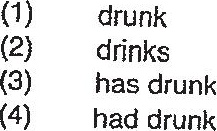 (1) drunk
(2) drinks
(3) has drunk
(4) had drunk